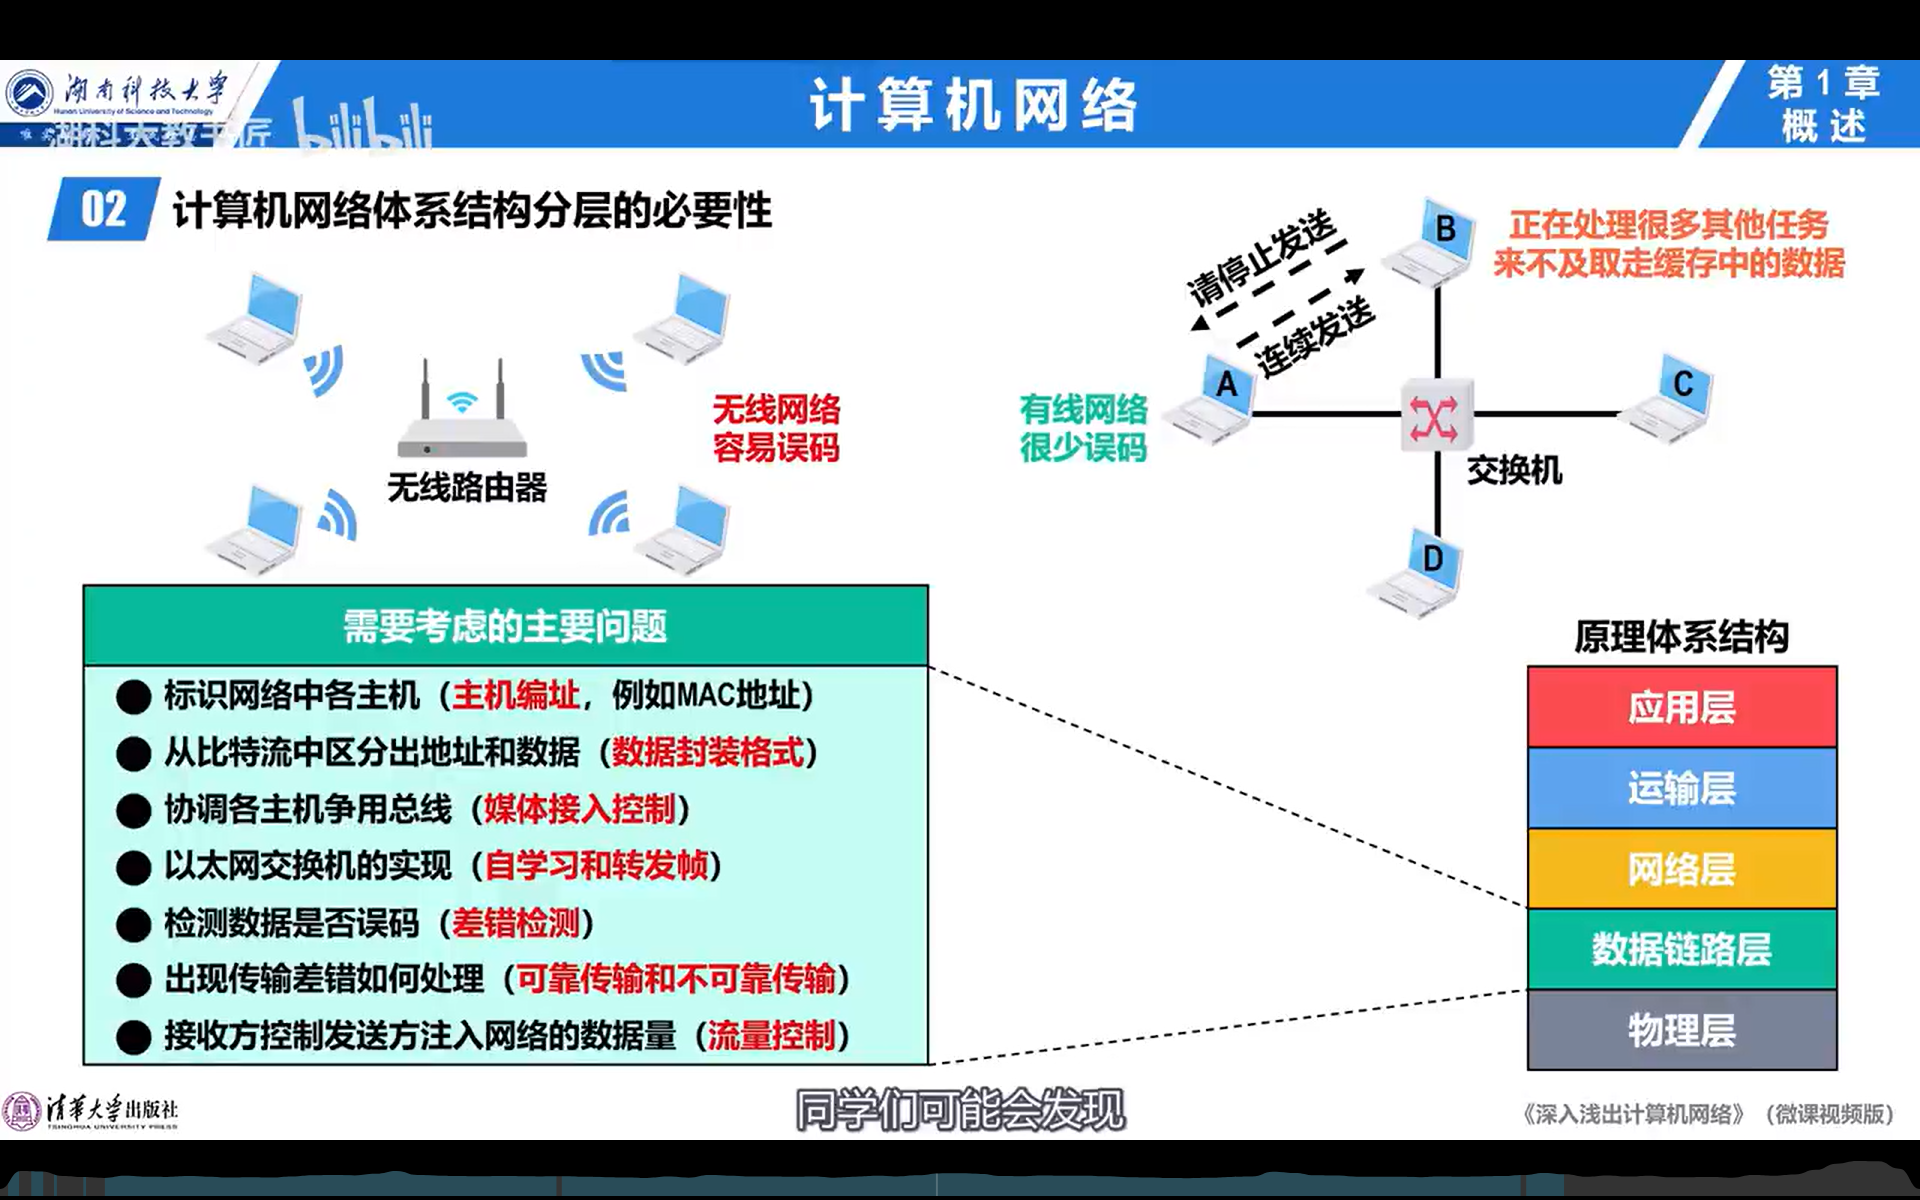 湖南科技大学
Hunan University of Science and Technology
湖科大教书匠
bilibili
计算机网络
第1章
概述
02 计算机网络体系结构分层的必要性
无线路由器
无线网络
容易误码
有线网络
很少误码
请停止发送
连续发送
A
B
C
D
正在处理很多其他任务
来不及取走缓存中的数据
交换机
需要考虑的主要问题
● 标识网络中各主机（主机编址，例如MAC地址）
● 从比特流中区分出地址和数据（数据封装格式）
● 协调各主机争用总线（媒体接入控制）
● 以太网交换机的实现（自学习和转发帧）
● 检测数据是否误码（差错检测）
● 出现传输差错如何处理（可靠传输和不可靠传输）
● 接收方控制发送方注入网络的数据量（流量控制）
原理体系结构
应用层
运输层
网络层
数据链路层
物理层
清华大学出版社
TSINGHUA UNIVERSITY PRESS
同学们可能会发现
《深入浅出计算机网络》（微课视频版）